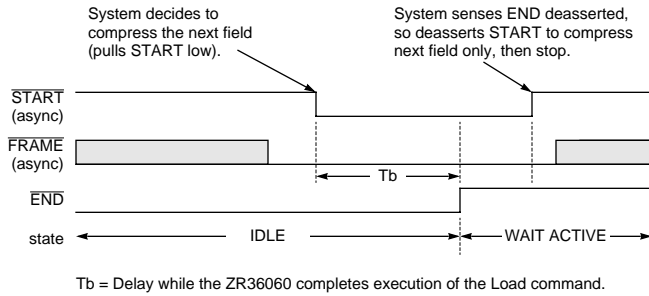 System decides to
compress the next field
(pulls START low).
System senses END deasserted,
so deasserts START to compress
next field only, then stop.
START
(async)
FRAME
(async)
Tb
END
state
IDLE
WAIT ACTIVE
Tb = Delay while the ZR36060 completes execution of the Load command.